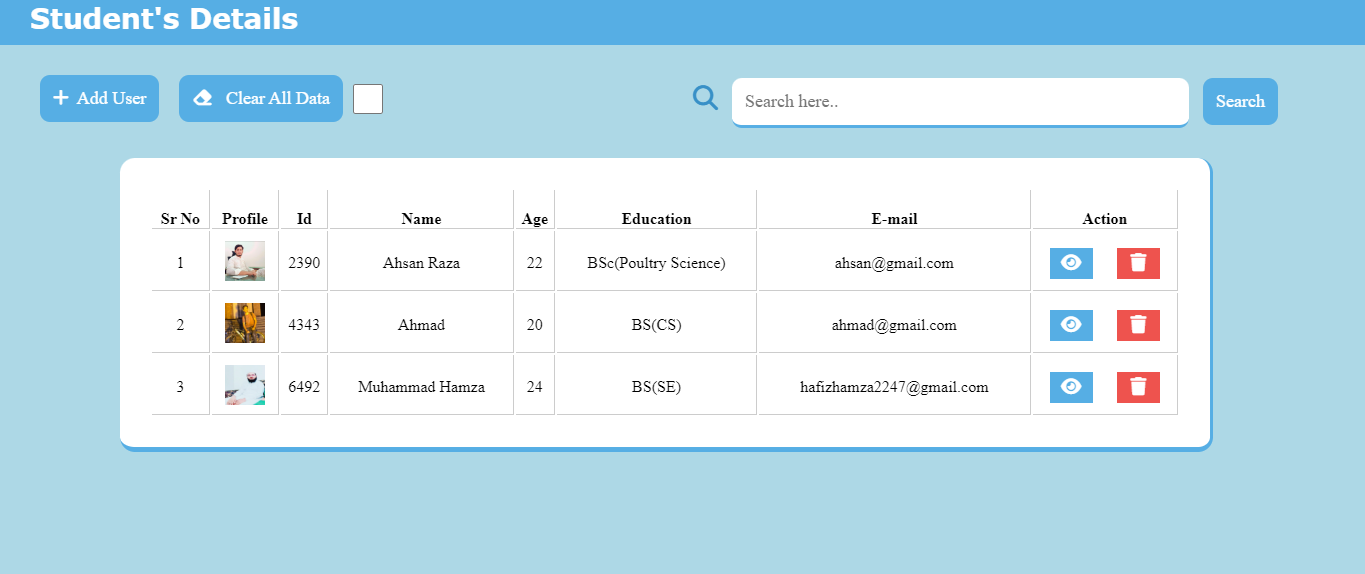 Student's Details
Add User Clear All Data Search here.. Search
Sr No Profile Id Name Age Education E-mail Action
1 2390 Ahsan Raza 22 BSc(Poultry Science) ahsan@gmail.com
2 4343 Ahmad 20 BS(CS) ahmad@gmail.com
3 6492 Muhammad Hamza 24 BS(SE) hafizhamza2247@gmail.com